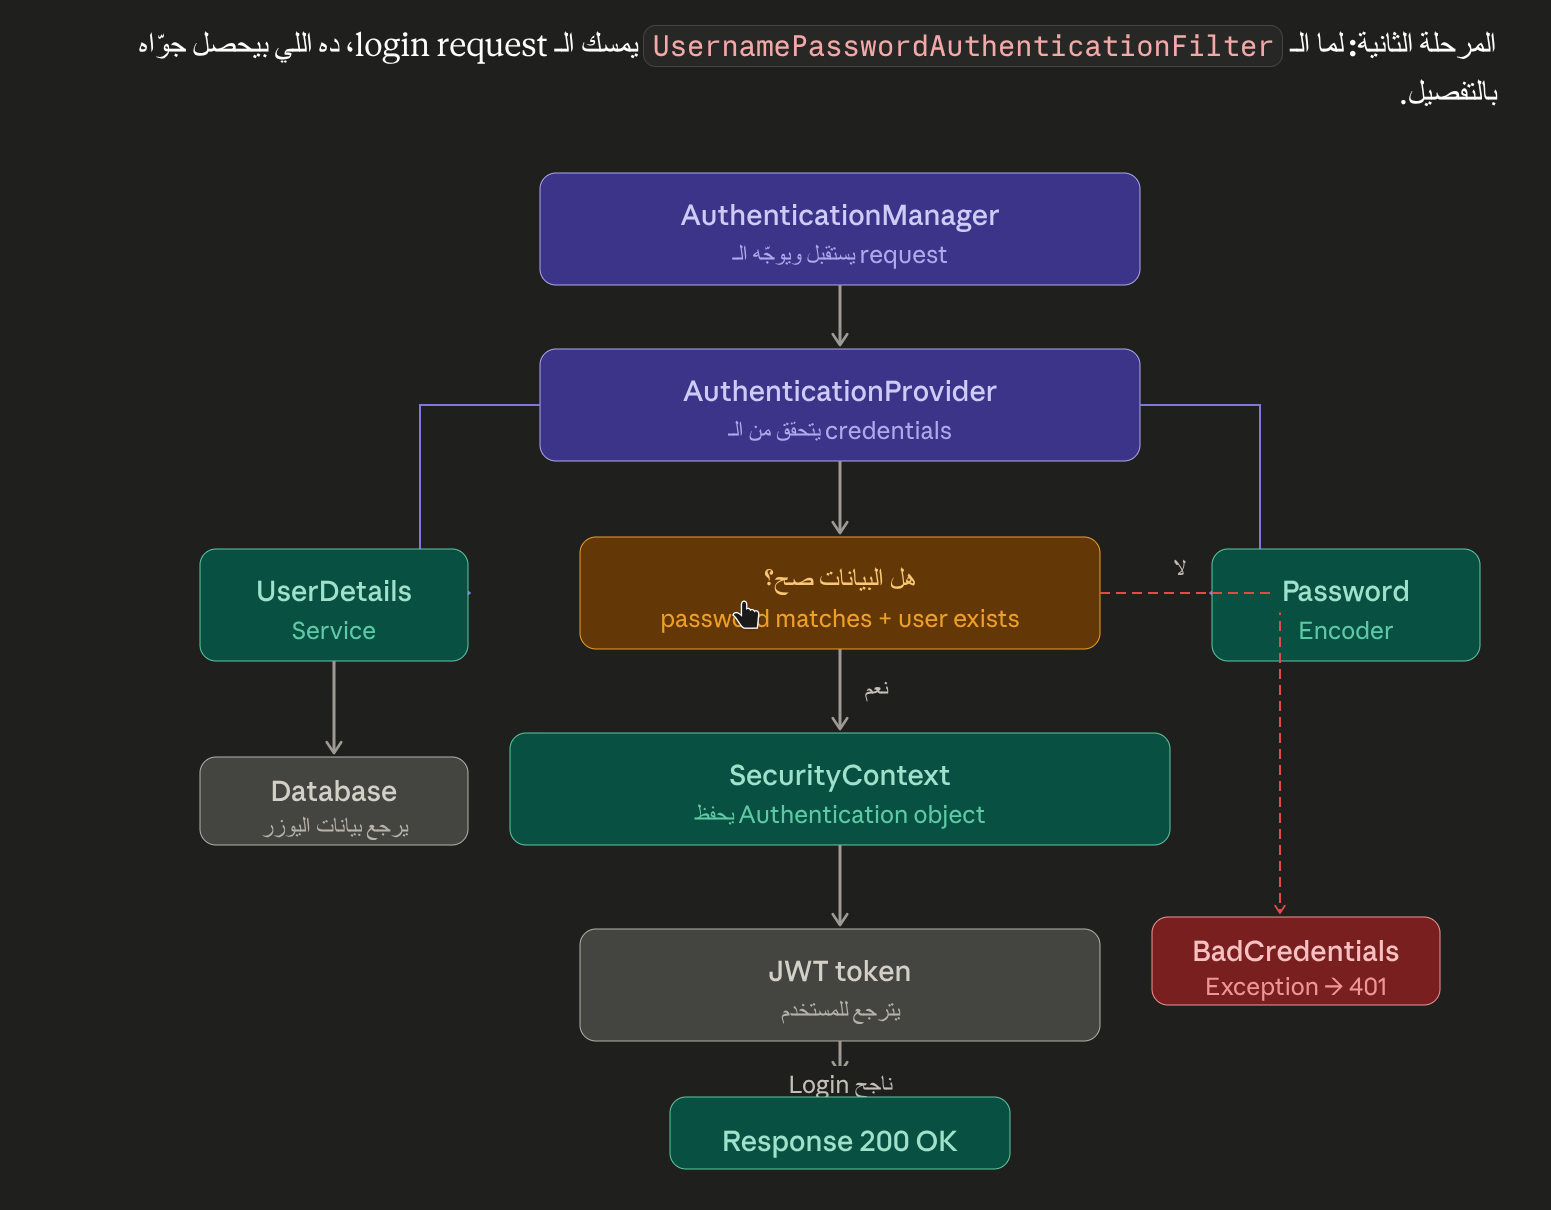 المرحلة الثانية: لما الـ UsernamePasswordAuthenticationFilter يمسك الـ login request، ده اللي بيحصل جوّاه
بالتفصيل.
AuthenticationManager
يستقبل ويوجّه الـ request
AuthenticationProvider
يتحقق من الـ credentials
UserDetails
Service
هل البيانات صح؟
password matches + user exists
لا
Password
Encoder
نعم
Database
يرجع بيانات اليوزر
SecurityContext
يحفظ Authentication object
JWT token
يترجع للمستخدم
BadCredentials
Exception → 401
Login ناجح
Response 200 OK